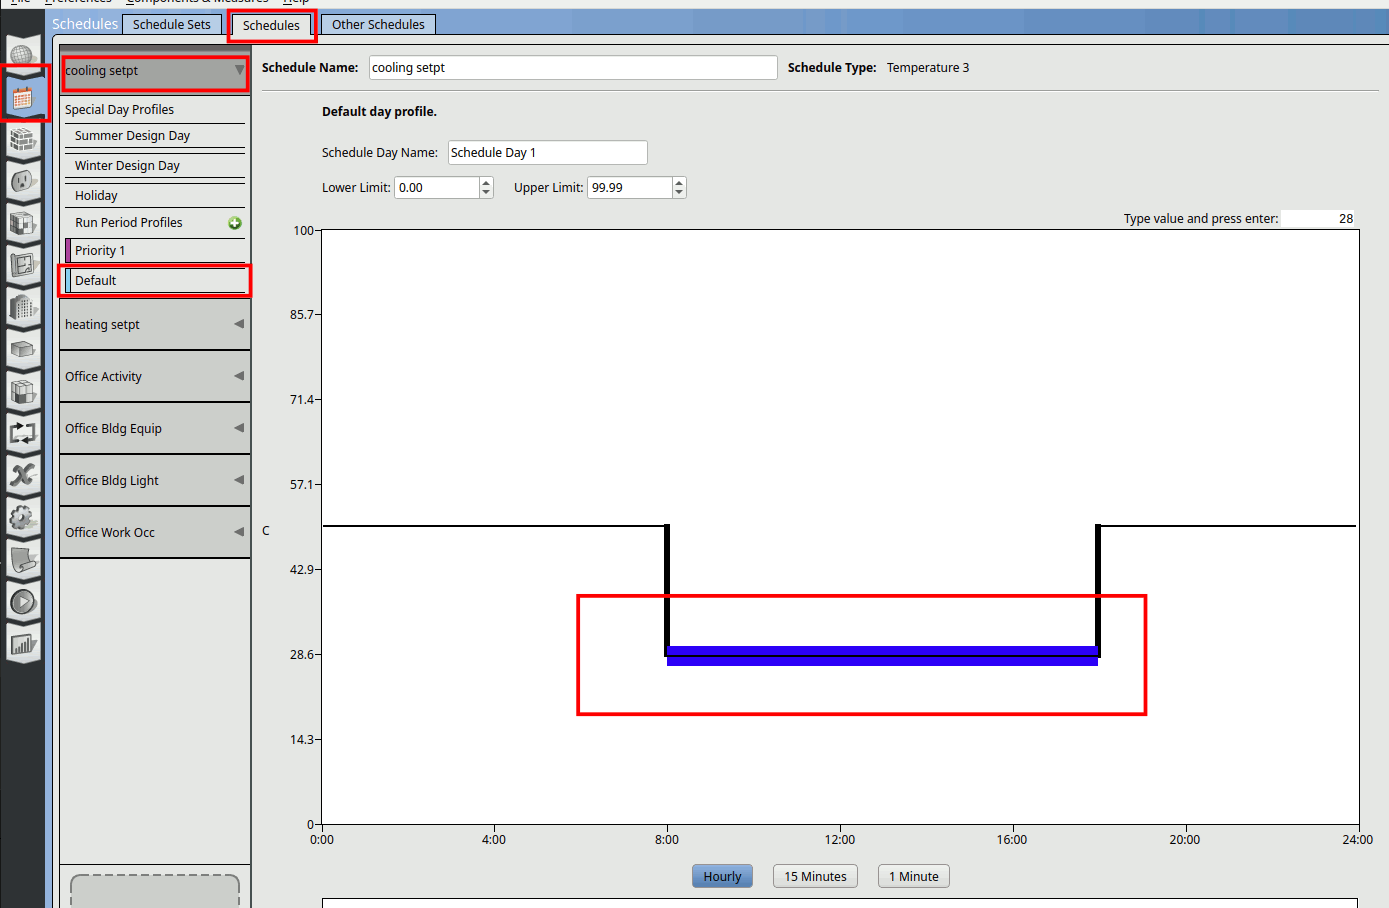 File Preferences Components & Measures Help
Schedules Schedule Sets Schedules Other Schedules
cooling setpt
Special Day Profiles
Summer Design Day
Winter Design Day
Holiday
Run Period Profiles
Priority 1
Default
heating setpt
Office Activity
Office Bldg Equip
Office Bldg Light
Office Work Occ
Schedule Name: cooling setpt Schedule Type: Temperature 3
Default day profile.
Schedule Day Name: Schedule Day 1
Lower Limit: 0.00 Upper Limit: 99.99
Type value and press enter: 28
100
85.7
71.4
57.1
C
42.9
28.6
14.3
0
0:00 4:00 8:00 12:00 16:00 20:00 24:00
Hourly 15 Minutes 1 Minute